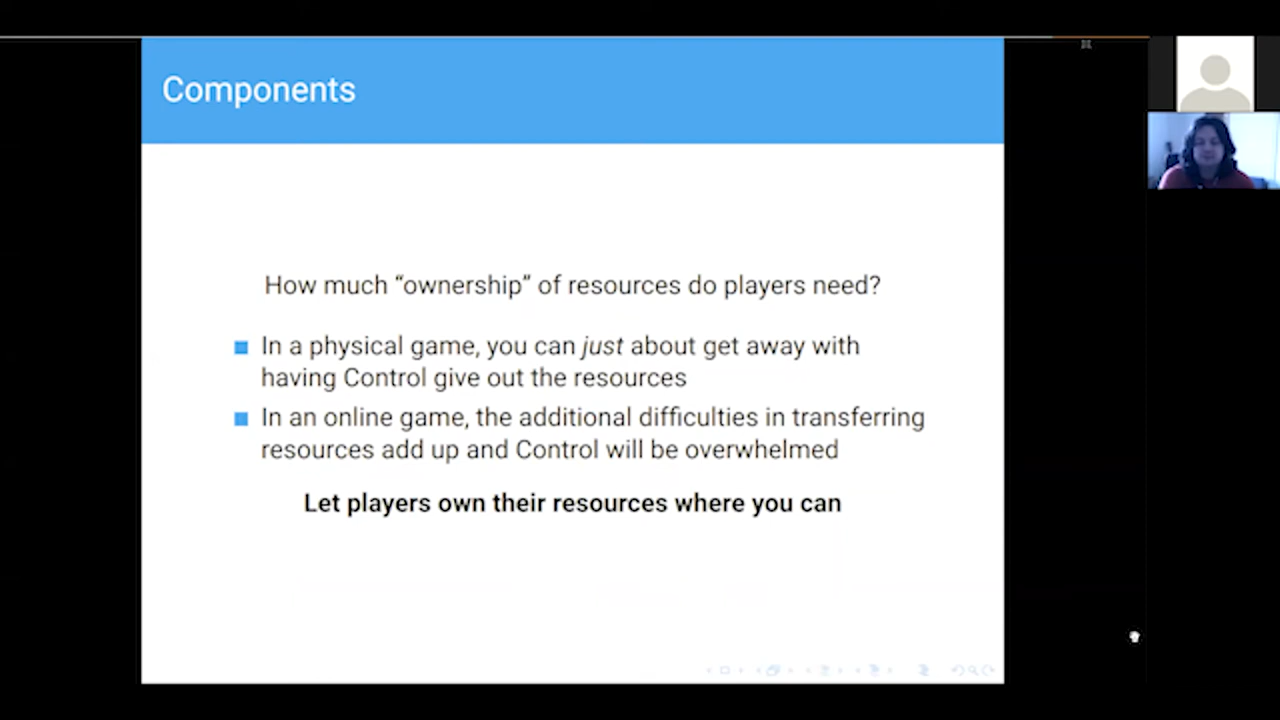 Components
How much “ownership” of resources do players need?
In a physical game, you can just about get away with
having Control give out the resources
In an online game, the additional difficulties in transferring
resources add up and Control will be overwhelmed
Let players own their resources where you can